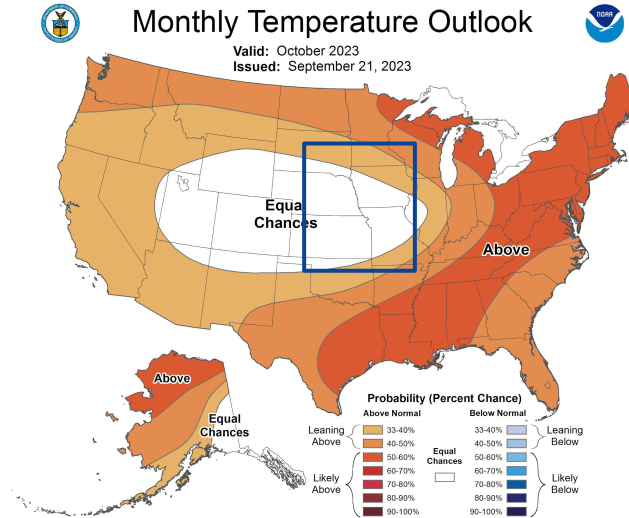 Monthly Temperature Outlook
NOAA
Valid: October 2023
Issued: September 21, 2023
Equal
Chances
Above
Above
Equal
Chances
Probability (Percent Chance)
Above Normal
Below Normal
Leaning
Above
33-40%
40-50%
Likely
Above
50-60%
60-70%
70-80%
80-90%
90-100%
Equal
Chances
33-40%
40-50%
Leaning
Below
50-60%
60-70%
70-80%
80-90%
90-100%
Likely
Below